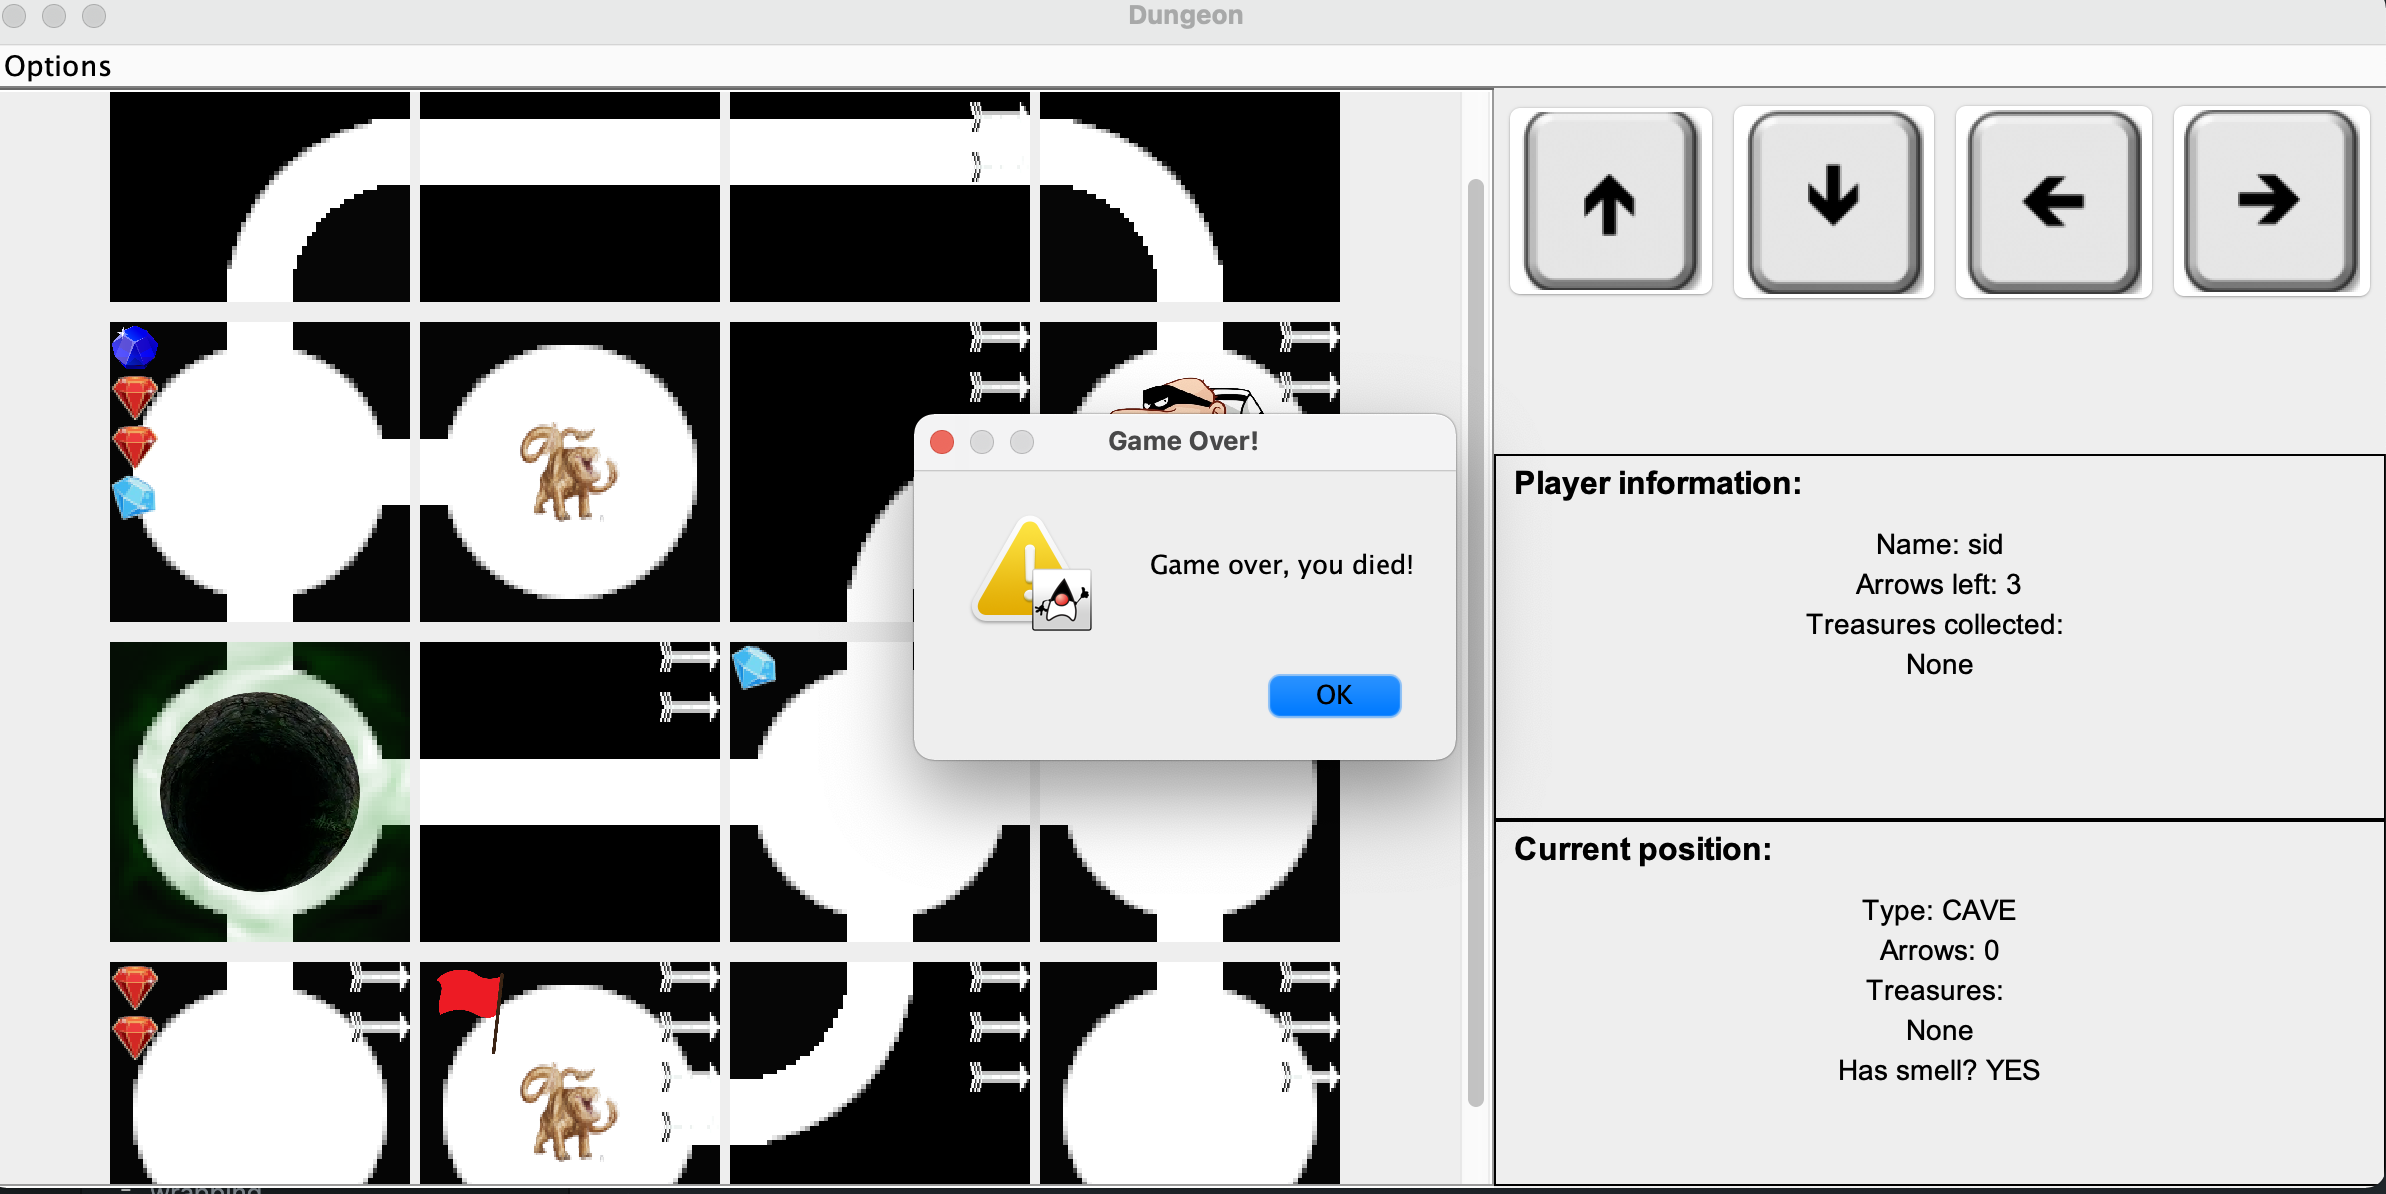 Dungeon
Options
Game Over!
Game over, you died!
OK
Player information:
Name: sid
Arrows left: 3
Treasures collected:
None
Current position:
Type: CAVE
Arrows: 0
Treasures:
None
Has smell? YES
wrapping